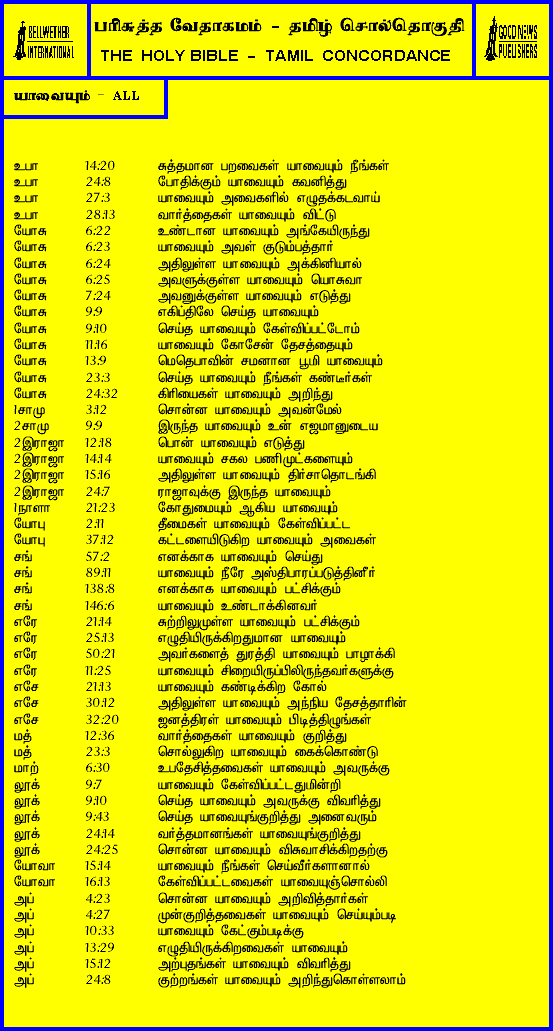 BELLWETHER
INTERNATIONAL
பரிசுத்த வேதாகமம் - தமிழ் சொல்தொகுதி
THE HOLY BIBLE - TAMIL CONCORDANCE
GOOD NEWS
PUBLISHERS
யாவையும் - ALL
உபா 14:20 சுத்தமான பறவைகள் யாவையும் நீங்கள்
உபா 24:8 போதிக்கும் யாவையும் கவனித்து
உபா 27:3 யாவையும் அவைகளில் எழுதக்கடவாய்
உபா 28:13 வார்த்தைகள் யாவையும் விட்டு
யோசு 6:22 உண்டான யாவையும் அங்கேயிருந்து
யோசு 6:23 யாவையும் அவள் குடும்பத்தார்
யோசு 6:24 அதிலுள்ள யாவையும் அக்கினியால்
யோசு 6:25 அவளுக்குள்ள யாவையும் யொசுவா
யோசு 7:24 அவனுக்குள்ள யாவையும் எடுத்து
யோசு 9:9 எகிப்திலே செய்த யாவையும்
யோசு 9:10 செய்த யாவையும் கேள்விப்பட்டோம்
யோசு 11:16 யாவையும் கோசேன் தேசத்தையும்
யோசு 13:9 மெதெபாவின் சமனான பூமி யாவையும்
யோசு 23:3 செய்த யாவையும் நீங்கள் கண்டீர்கள்
யோசு 24:32 கிரியைகள் யாவையும் அறிந்து
1சாமு 3:12 சொன்ன யாவையும் அவன்மேல்
2சாமு 9:9 இருந்த யாவையும் உன் எஜமானுடைய
2இராஜா 12:18 பொன் யாவையும் எடுத்து
2இராஜா 14:14 யாவையும் சகல பணிமுட்களையும்
2இராஜா 15:16 அதிலுள்ள யாவையும் திர்சாதொடங்கி
2இராஜா 24:7 ராஜாவுக்கு இருந்த யாவையும்
1நாளா 21:23 கோதுமையும் ஆகிய யாவையும்
யோபு 2:11 தீமைகள் யாவையும் கேள்விப்பட்ட
யோபு 37:12 கட்டளையிடுகிற யாவையும் அவைகள்
சங் 57:2 எனக்காக யாவையும் செய்து
சங் 89:11 யாவையும் நீரே அஸ்திபாரப்படுத்தினீர்
சங் 138:8 எனக்காக யாவையும் பட்சிக்கும்
சங் 146:6 யாவையும் உண்டாக்கினவர்
எரே 21:14 சுற்றிலுமுள்ள யாவையும் பட்சிக்கும்
எரே 25:13 எழுதியிருக்கிறதுமான யாவையும்
எரே 50:21 அவர்களைத் துரத்தி யாவையும் பாழாக்கி
எரே 11:25 யாவையும் சிறையிருப்பிலிருந்தவர்களுக்கு
எசே 21:13 யாவையும் கண்டிக்கிற கோல்
எசே 30:12 அதிலுள்ள யாவையும் அந்நிய தேசத்தாரின்
எசே 32:20 ஜனத்திரள் யாவையும் பிடித்திழுங்கள்
மத் 12:36 வார்த்தைகள் யாவையும் குறித்து
மத் 23:3 சொல்லுகிற யாவையும் கைக்கொண்டு
மாற் 6:30 உபதேசித்தவைகள் யாவையும் அவருக்கு
லூக் 9:7 யாவையும் கேள்விப்பட்டதுமின்றி
லூக் 9:10 செய்த யாவையும் அவருக்கு விவரித்து
லூக் 9:43 செய்த யாவையுங்குறித்து அனைவரும்
லூக் 24:14 வர்த்தமானங்கள் யாவையுங்குறித்து
லூக் 24:25 சொன்ன யாவையும் விசுவாசிக்கிறதற்கு
யோவா 15:14 யாவையும் நீங்கள் செய்வீர்களானால்
யோவா 16:13 கேள்விப்பட்டவைகள் யாவையுஞ்சொல்லி
அப் 4:23 சொன்ன யாவையும் அறிவித்தார்கள்
அப் 4:27 முன்குறித்தவைகள் யாவையும் செய்யும்படி
அப் 10:33 யாவையும் கேட்கும்படிக்கு
அப் 13:29 எழுதியிருக்கிறவைகள் யாவையும்
அப் 15:12 அற்புதங்கள் யாவையும் விவரித்து
அப் 24:8 குற்றங்கள் யாவையும் அறிந்துகொள்ளலாம்